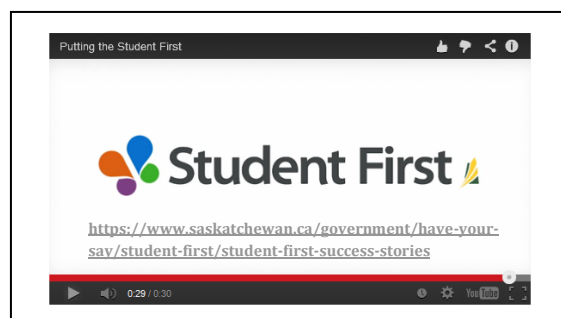 Putting the Student First
Student First
https://www.saskatchewan.ca/government/have-your-
say/student-first/student-first-success-stories
0:29 / 0:30
YouTube